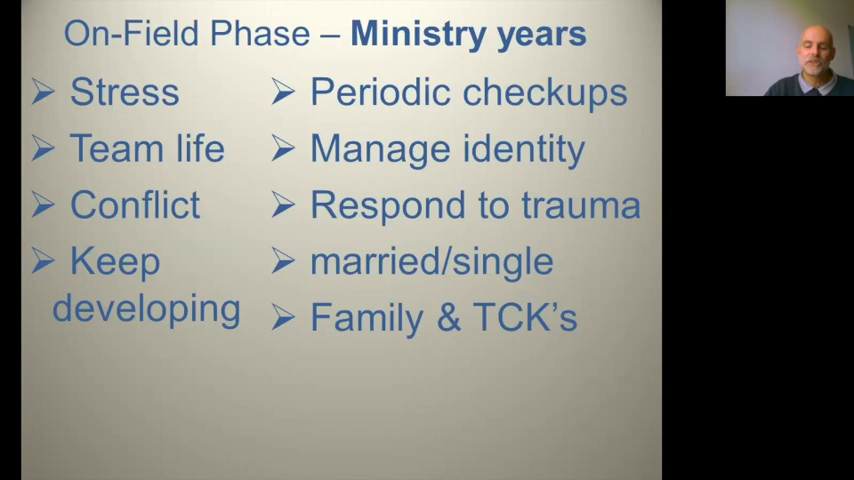 On-Field Phase – Ministry years
➢ Stress
➢ Team life
➢ Conflict
➢ Keep
developing
➢ Periodic checkups
➢ Manage identity
➢ Respond to trauma
➢ married/single
➢ Family & TCK’s